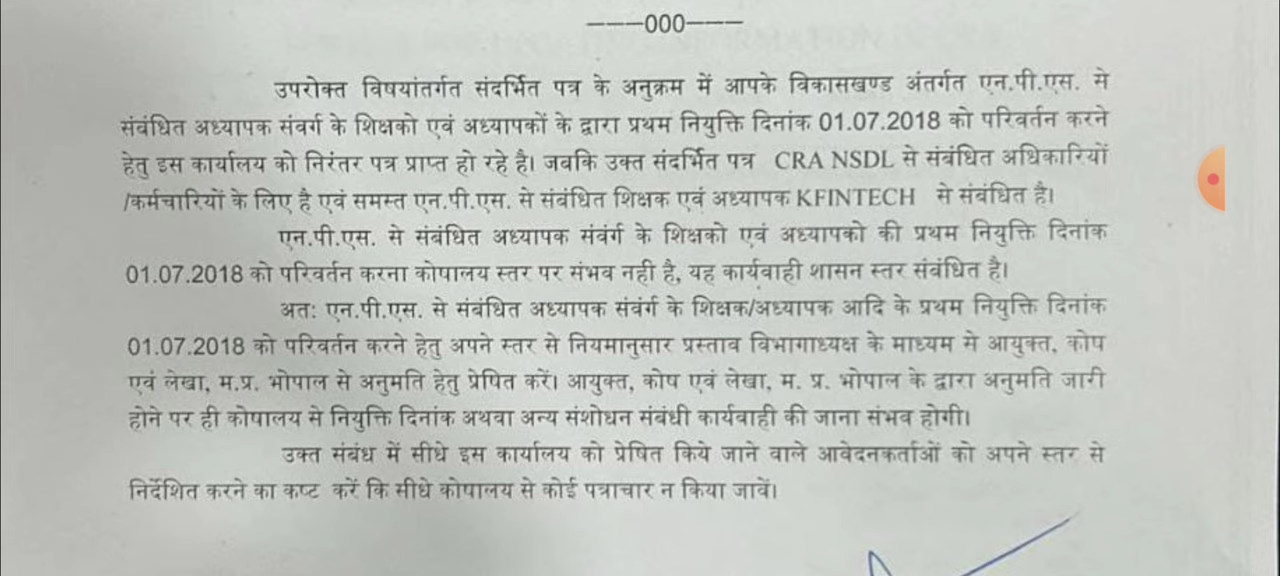 ---000---
उपरोक्त विषयांतर्गत संदर्भित पत्र के अनुक्रम में आपके विकासखण्ड अंतर्गत एन.पी.एस. से
संबंधित अध्यापक संवर्ग के शिक्षको एवं अध्यापकों के द्वारा प्रथम नियुक्ति दिनांक 01.07.2018 को परिवर्तन करने
हेतु इस कार्यालय को निरंतर पत्र प्राप्त हो रहे है। जबकि उक्त संदर्भित पत्र CRA NSDL से संबंधित अधिकारियों
/कर्मचारियों के लिए है एवं समस्त एन.पी.एस. से संबंधित शिक्षक एवं अध्यापक KFINTECH से संबंधित है।
एन.पी.एस. से संबंधित अध्यापक संवंर्ग के शिक्षको एवं अध्यापको की प्रथम नियुक्ति दिनांक
01.07.2018 को परिवर्तन करना कोषालय स्तर पर संभव नही है, यह कार्यवाही शासन स्तर संबंधित है।
अतः एन.पी.एस. से संबंधित अध्यापक संवंर्ग के शिक्षक/अध्यापक आदि के प्रथम नियुक्ति दिनांक
01.07.2018 को परिवर्तन करने हेतु अपने स्तर से नियमानुसार प्रस्ताव विभागाध्यक्ष के माध्यम से आयुक्त, कोष
एवं लेखा, म.प्र. भोपाल से अनुमति हेतु प्रेषित करें। आयुक्त, कोष एवं लेखा, म. प्र. भोपाल के द्वारा अनुमति जारी
होने पर ही कोषालय से नियुक्ति दिनांक अथवा अन्य संशोधन संबंधी कार्यवाही की जाना संभव होगी।
उक्त संबंध में सीधे इस कार्यालय को प्रेषित किये जाने वाले आवेदनकर्ताओं को अपने स्तर से
निर्देशित करने का कष्ट करें कि सीधे कोषालय से कोई पत्राचार न किया जावें।